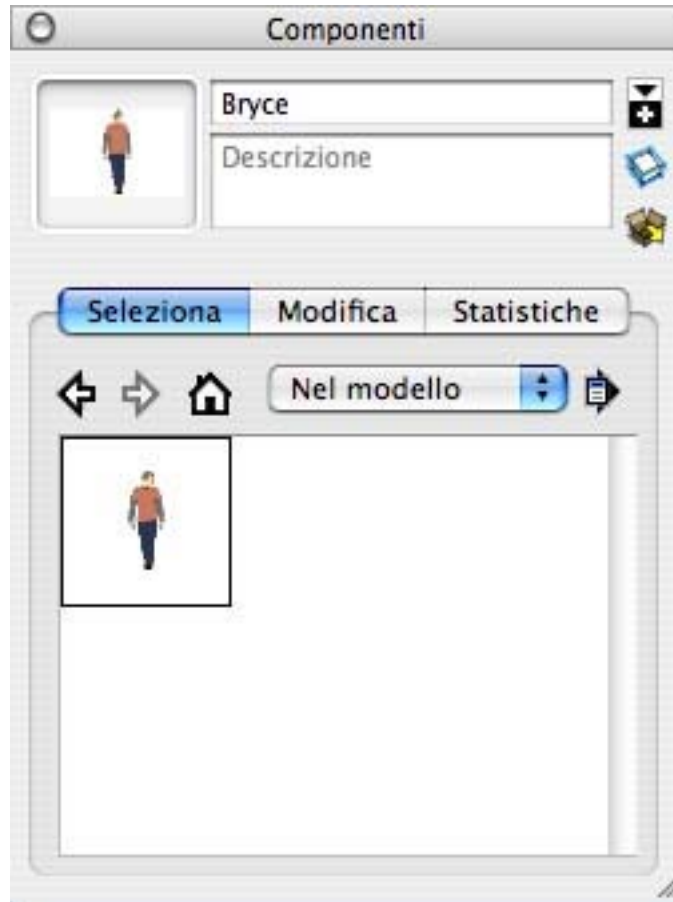 Componenti
Bryce
Descrizione
Seleziona Modifica Statistiche
Nel modello